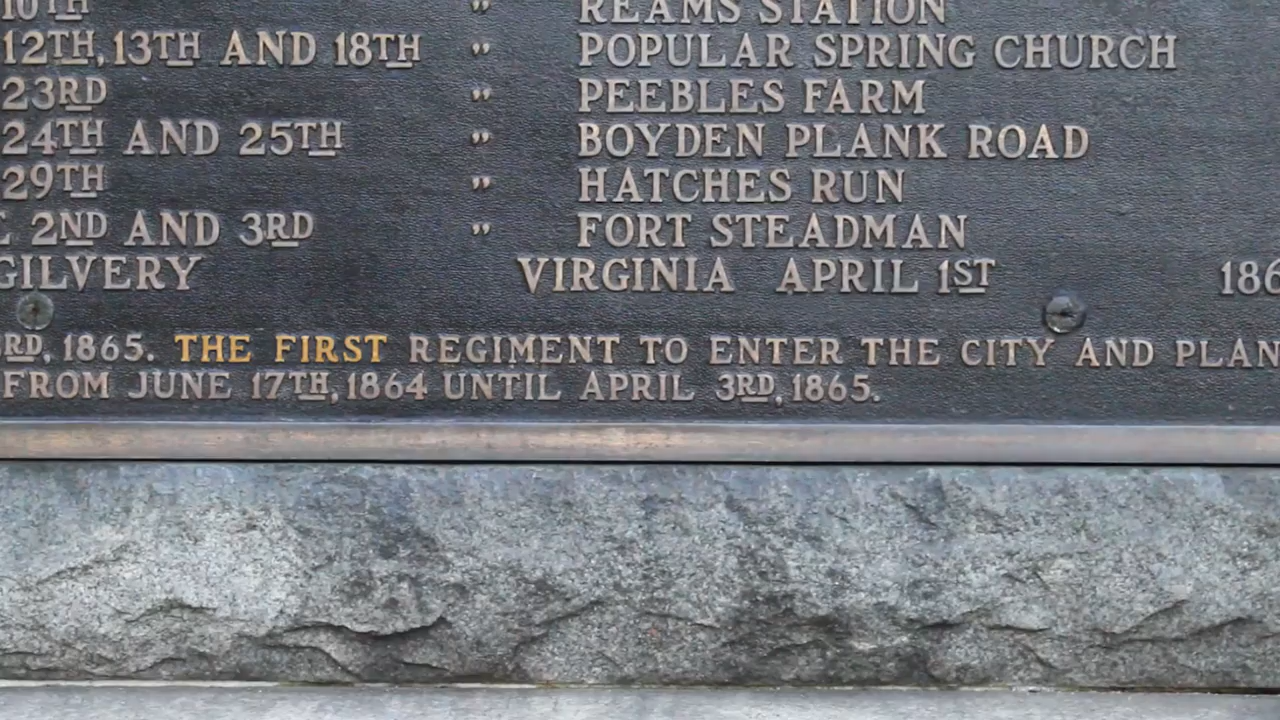 10TH " REAMS STATION
12TH, 13TH AND 18TH " POPULAR SPRING CHURCH
23RD " PEEBLES FARM
24TH AND 25TH " BOYDEN PLANK ROAD
29TH " HATCHES RUN
2ND AND 3RD " FORT STEADMAN
GILVERY VIRGINIA APRIL 1ST 186
3RD, 1865. THE FIRST REGIMENT TO ENTER THE CITY AND PLAN
FROM JUNE 17TH, 1864 UNTIL APRIL 3RD, 1865.